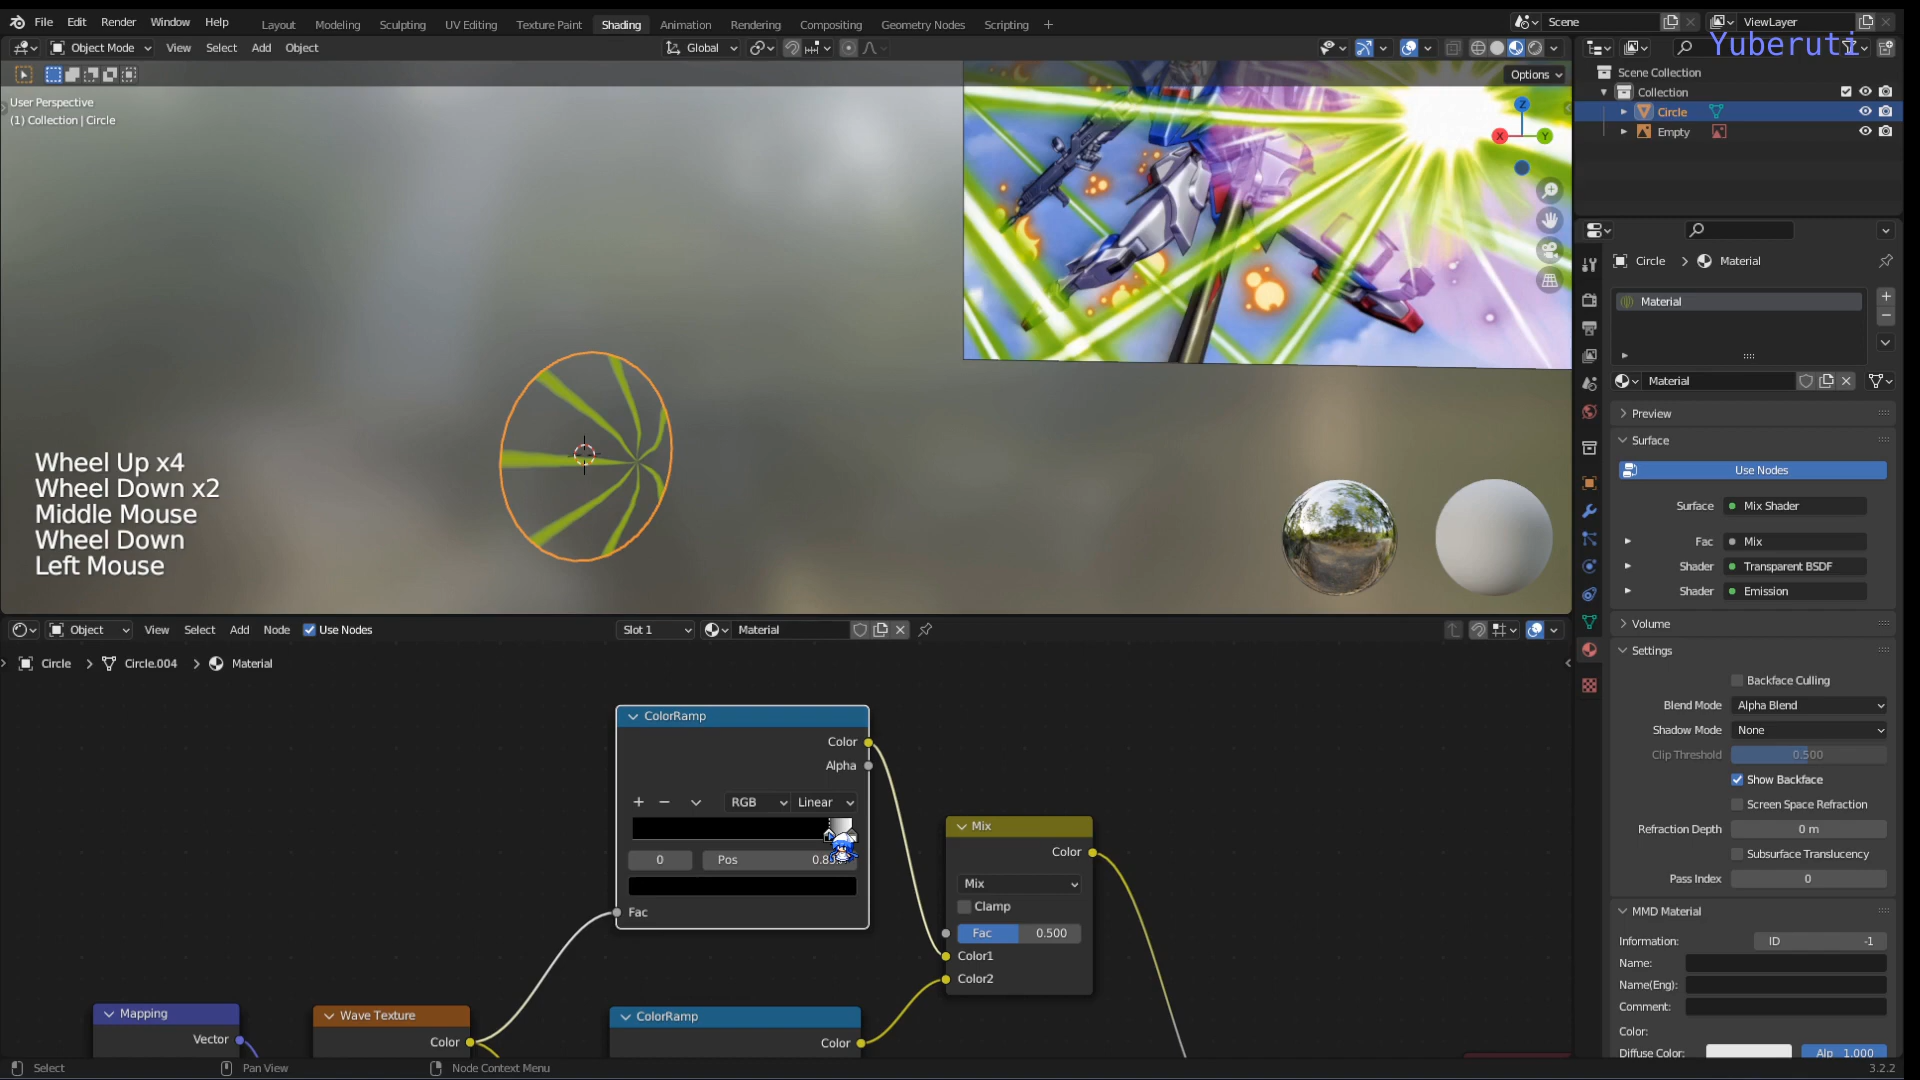 File Edit Render Window Help Layout Modeling Sculpting UV Editing Texture Paint Shading Animation Rendering Compositing Geometry Nodes Scripting + Scene ViewLayer
Yuberuti
Object Mode View Select Add Object Global
Options
User Perspective
(1) Collection | Circle
Z
X Y
Scene Collection
Collection
Circle
Empty
Circle > Material
Material
Material
Preview
Surface
Use Nodes
Surface Mix Shader
Fac Mix
Shader Transparent BSDF
Shader Emission
Volume
Settings
Backface Culling
Blend Mode Alpha Blend
Shadow Mode None
Clip Threshold 0.500
Show Backface
Screen Space Refraction
Refraction Depth 0 m
Subsurface Translucency
Pass Index 0
MMD Material
Information: ID -1
Name:
Name(Eng):
Comment:
Color:
Diffuse Color: Alp 1.000
Wheel Up x4
Wheel Down x2
Middle Mouse
Wheel Down
Left Mouse
Object View Select Add Node Use Nodes Slot 1 Material
Circle > Circle.004 > Material
ColorRamp
Color
Alpha
+ − RGB Linear
0 Pos
Fac
Mix
Color
Mix
Clamp
Fac 0.500
Color1
Color2
Mapping
Vector
Wave Texture
Color
ColorRamp
Color
Select Pan View Node Context Menu 3.2.2